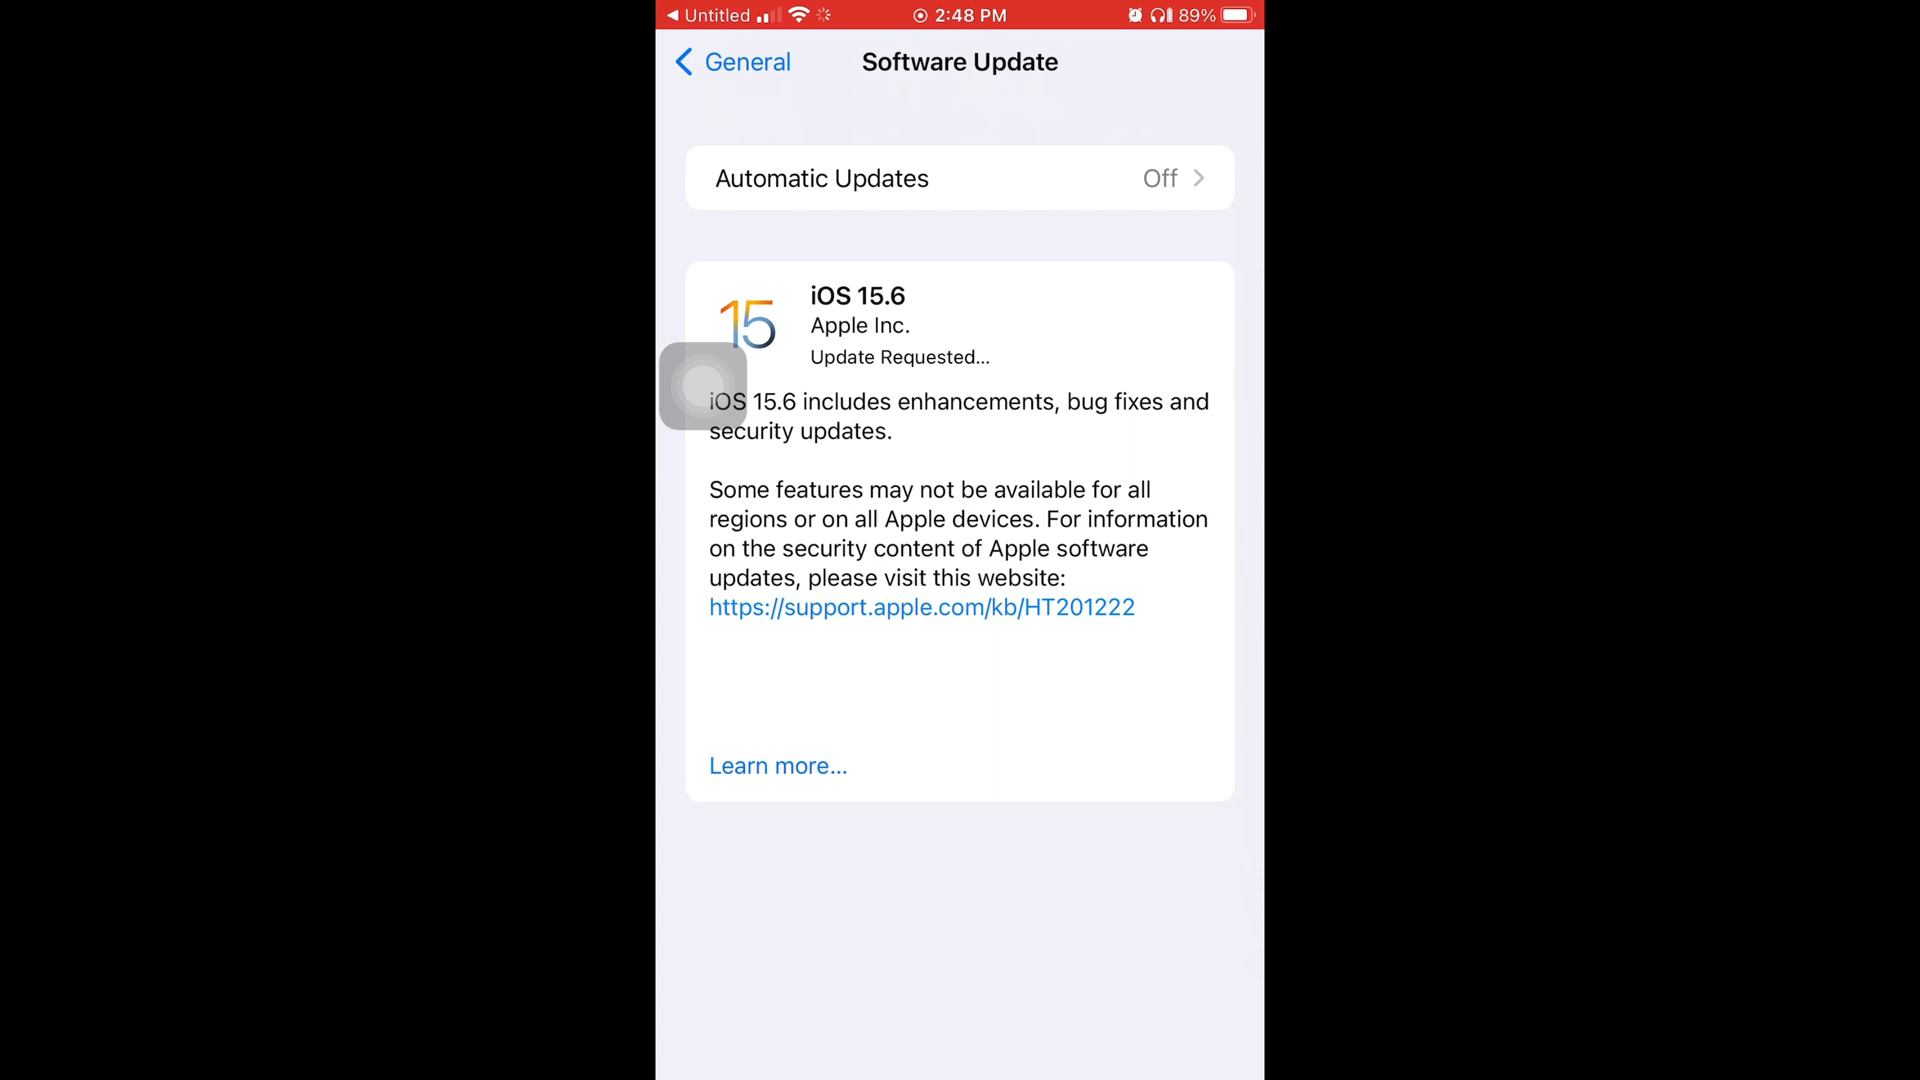 ◀ Untitled 2:48 PM 89%
General Software Update
Automatic Updates Off
15
iOS 15.6
Apple Inc.
Update Requested...
iOS 15.6 includes enhancements, bug fixes and
security updates.
Some features may not be available for all
regions or on all Apple devices. For information
on the security content of Apple software
updates, please visit this website:
https://support.apple.com/kb/HT201222
Learn more...